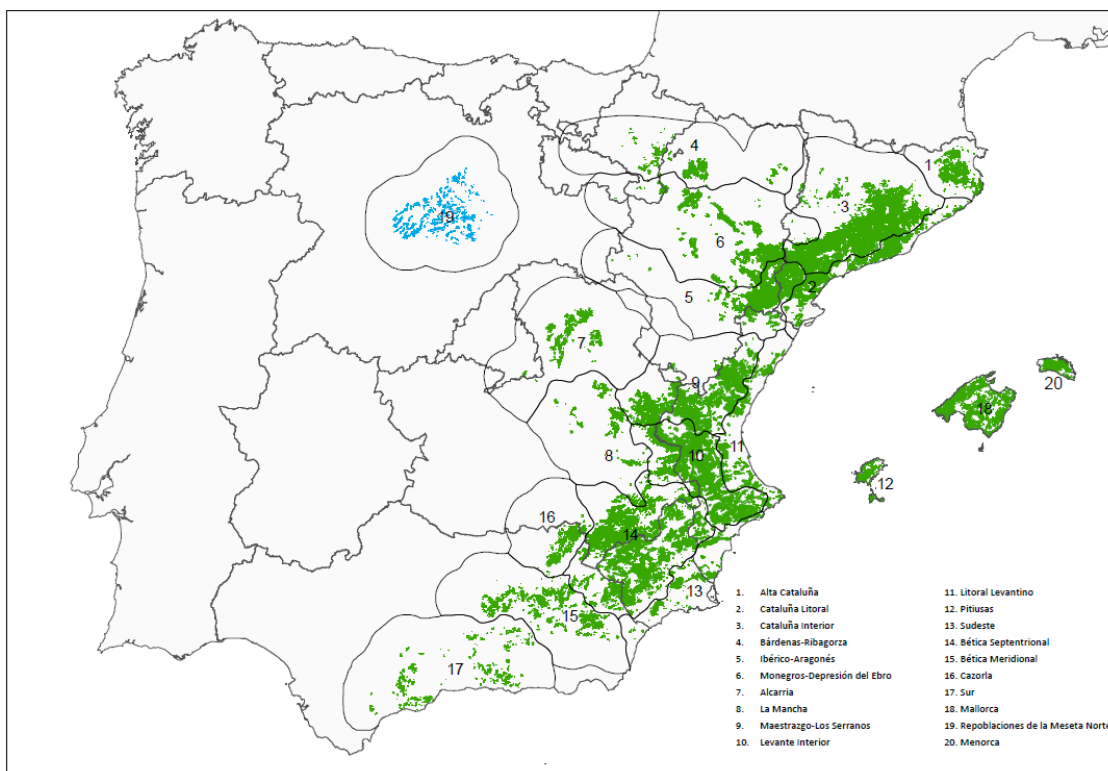 4
1
3
19
6
2
5
7
9
20
18
11
10
8
12
16
14
13
15
17
1. Alta Cataluña
2. Cataluña Litoral
3. Cataluña Interior
4. Bárdenas-Ribagorza
5. Ibérico-Aragonés
6. Monegros-Depresión del Ebro
7. Alcarria
8. La Mancha
9. Maestrazgo-Los Serranos
10. Levante Interior
11. Litoral Levantino
12. Pitiusas
13. Sudeste
14. Bética Septentrional
15. Bética Meridional
16. Cazorla
17. Sur
18. Mallorca
19. Repoblaciones de la Meseta Norte
20. Menorca